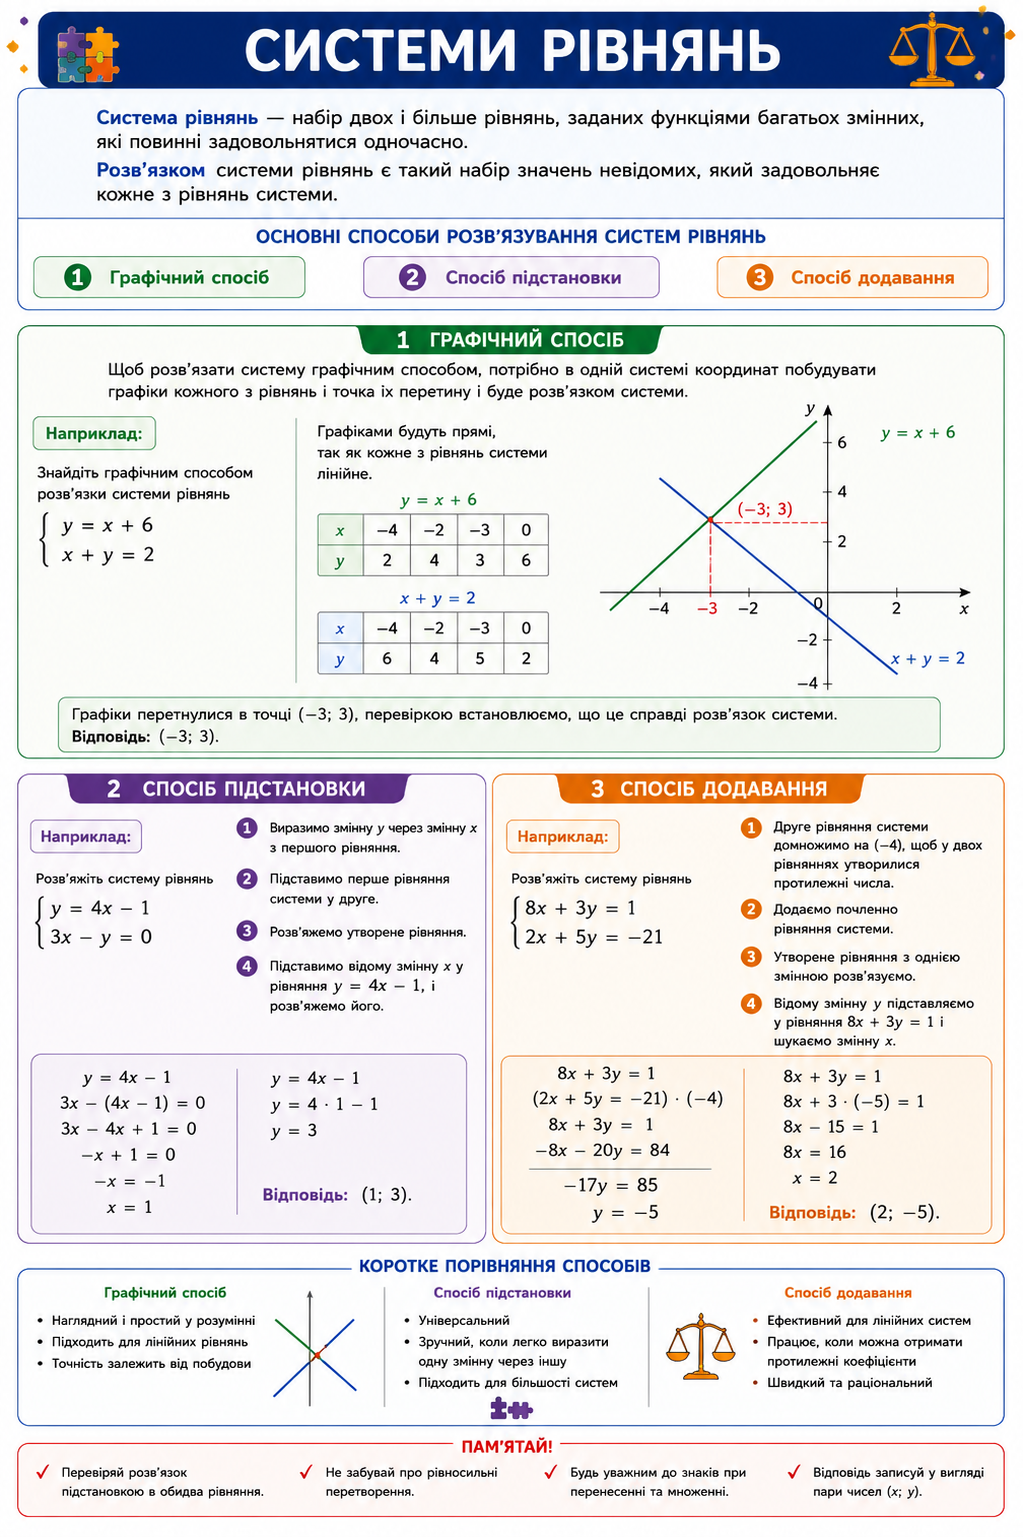 СИСТЕМИ РІВНЯНЬ
Система рівнянь — набір двох і більше рівнянь, заданих функціями багатьох змінних,
які повинні задовольнятися одночасно.
Розв’язком системи рівнянь є такий набір значень невідомих, який задовольняє
кожне з рівнянь системи.
ОСНОВНІ СПОСОБИ РОЗВ’ЯЗУВАННЯ СИСТЕМ РІВНЯНЬ
1 Графічний спосіб
2 Спосіб підстановки
3 Спосіб додавання
1 ГРАФІЧНИЙ СПОСІБ
Щоб розв’язати систему графічним способом, потрібно в одній системі координат побудувати
графіки кожного з рівнянь і точка їх перетину і буде розв’язком системи.
Наприклад:
Знайдіть графічним способом
розв’язки системи рівнянь
y = x + 6
x + y = 2
Графіками будуть прямі,
так як кожне з рівнянь системи
лінійне.
y = x + 6
x −4 −2 −3 0
y 2 4 3 6
x + y = 2
x −4 −2 −3 0
y 6 4 5 2
y
6
y = x + 6
4
(−3; 3)
2
−4 −3 −2 0 2 x
−2
x + y = 2
−4
Графіки перетнулися в точці (−3; 3), перевіркою встановлюємо, що це справді розв’язок системи.
Відповідь: (−3; 3).
2 СПОСІБ ПІДСТАНОВКИ
Наприклад:
Розв’яжіть систему рівнянь
y = 4x − 1
3x − y = 0
1 Виразимо змінну y через змінну x
з першого рівняння.
2 Підставимо перше рівняння
системи у друге.
3 Розв’яжемо утворене рівняння.
4 Підставимо відому змінну x у
рівняння y = 4x − 1, і
розв’яжемо його.
y = 4x − 1
3x − (4x − 1) = 0
3x − 4x + 1 = 0
−x + 1 = 0
−x = −1
x = 1
y = 4x − 1
y = 4 · 1 − 1
y = 3
Відповідь: (1; 3).
3 СПОСІБ ДОДАВАННЯ
Наприклад:
Розв’яжіть систему рівнянь
8x + 3y = 1
2x + 5y = −21
1 Друге рівняння системи
домножимо на (−4), щоб у двох
рівняннях утворилися
протилежні числа.
2 Додаємо почленно
рівняння системи.
3 Утворене рівняння з однією
змінною розв’язуємо.
4 Відому змінну y підставляємо
у рівняння 8x + 3y = 1 і
шукаємо змінну x.
8x + 3y = 1
(2x + 5y = −21) · (−4)
8x + 3y = 1
−8x − 20y = 84
−17y = 85
y = −5
8x + 3y = 1
8x + 3 · (−5) = 1
8x − 15 = 1
8x = 16
x = 2
Відповідь: (2; −5).
КОРОТКЕ ПОРІВНЯННЯ СПОСОБІВ
Графічний спосіб
• Наглядний і простий у розумінні
• Підходить для лінійних рівнянь
• Точність залежить від побудови
Спосіб підстановки
• Універсальний
• Зручний, коли легко виразити
одну змінну через іншу
• Підходить для більшості систем
Спосіб додавання
• Ефективний для лінійних систем
• Працює, коли можна отримати
протилежні коефіцієнти
• Швидкий та раціональний
ПАМ’ЯТАЙ!
✓ Перевіряй розв’язок
підстановкою в обидва рівняння.
✓ Не забувай про рівносильні
перетворення.
✓ Будь уважним до знаків при
перенесенні та множенні.
✓ Відповідь записуй у вигляді
пари чисел (x; y).